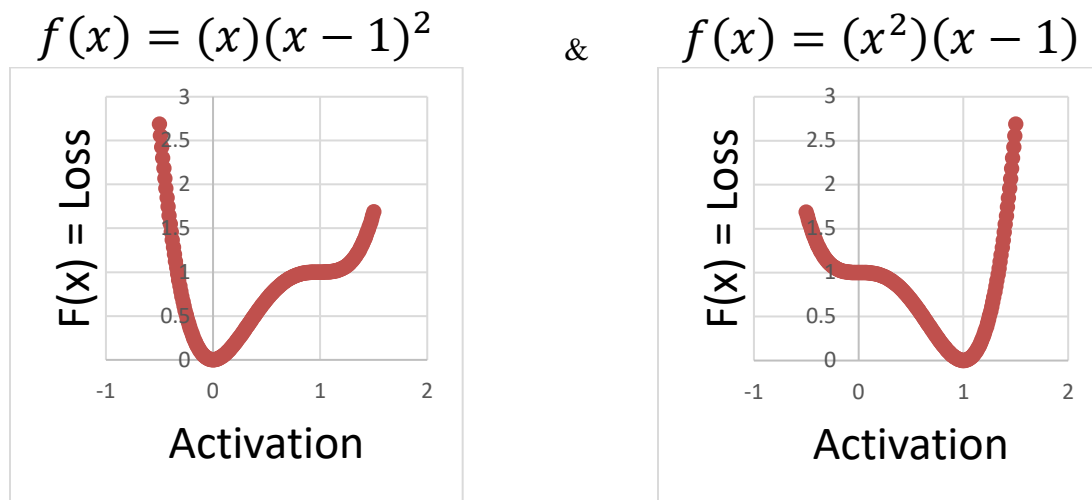 f(x) = (x)(x − 1)² & f(x) = (x²)(x − 1)
F(x) = Loss
3
2.5
2
1.5
1
0.5
0
-1 0 1 2
Activation
F(x) = Loss
3
2.5
2
1.5
1
0.5
0
-1 0 1 2
Activation